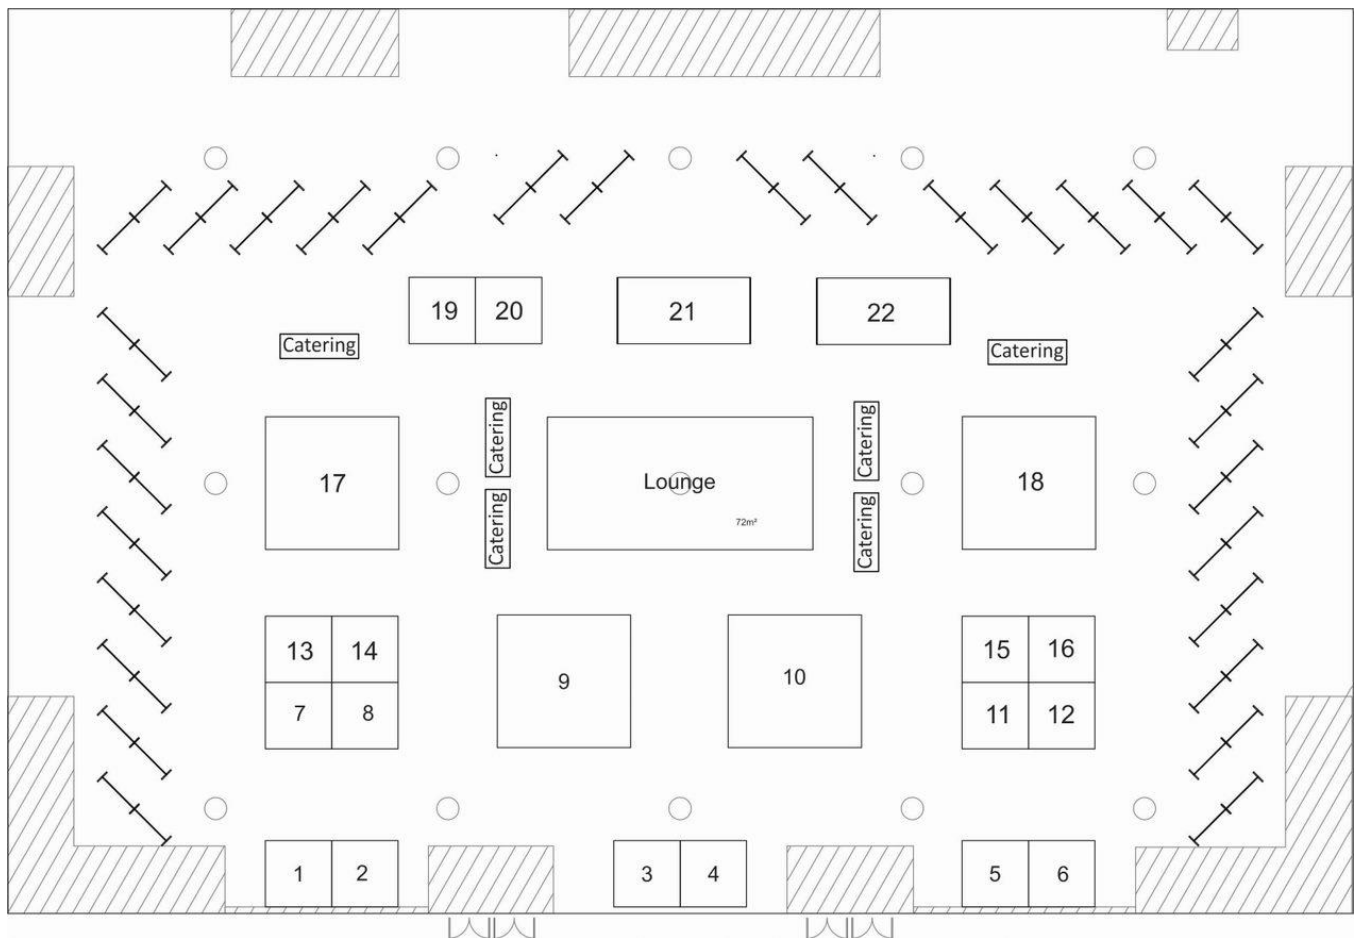 19 20 21 22
Catering
Catering
Catering
Catering
17
Lounge
18
72m²
Catering
Catering
13 14
15 16
9
10
7 8
11 12
1 2
3 4
5 6